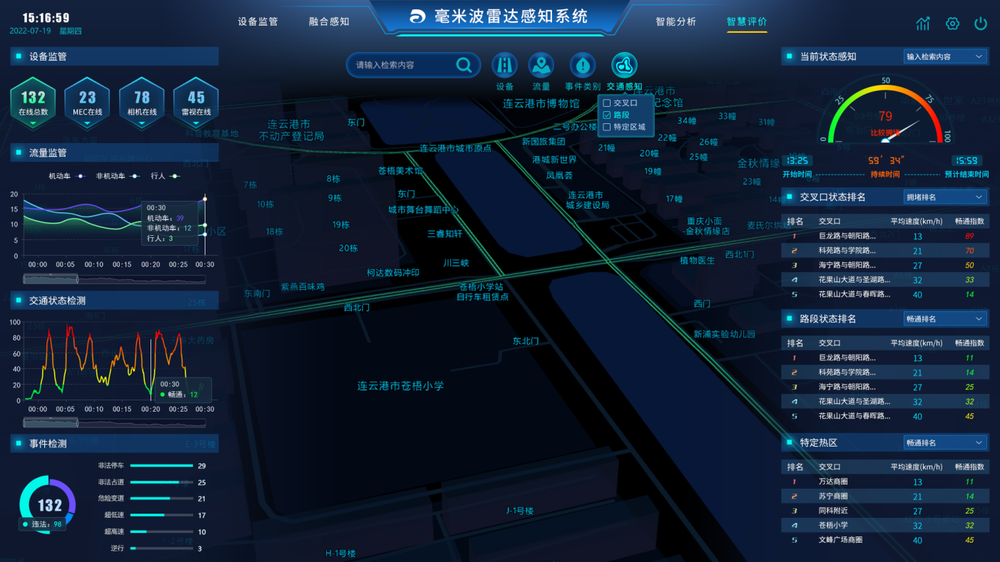 15:16:59
2022-07-19 星期四
设备监管
融合感知
毫米波雷达感知系统
智能分析
智慧评价
设备监管
132
在线总数
23
MEC在线
78
相机在线
45
雷视在线
流量监管
机动车 非机动车 行人
20
15
10
5
0
00:30
机动车：39
非机动车：12
行人：3
00:00 00:05 00:10 00:15 00:20 00:25 00:30
交通状态检测
100
80
60
40
20
0
00:30
畅通：12
00:00 00:05 00:10 00:15 00:20 00:25 00:30
事件检测
132
违法：98
非法停车 29
非法占道 25
危险变道 21
超低速 17
超高速 10
逆行 3
请输入检索内容
设备
流量
事件类别
交通感知
交叉口
路段
特定区域
连云港市博物馆
连云港市
纪念馆
连云港市
不动产登记局
东门
科普教育基地
二号办公楼
34幢
33幢
31幢
新国旅集团
22幢
26幢
连云港市城市原点
21幢
20幢
25幢
港城新世界
19幢
金秋情缘
凤凰荟
23幢
苍梧美术馆
8栋
7栋
10栋
9栋
东门
城市舞台舞蹈中心
连云港市
城乡建设局
17幢
19栋
18栋
三睿知轩
重庆小面
-金秋情缘店
20栋
西北1门
川三峡
植物医生
柯达数码冲印
紫燕百味鸡
东南门
苍梧小学站
自行车租赁点
西北门
西门
东北门
新浦实验幼儿园
连云港市苍梧小学
J-1号楼
H-1号楼
当前状态感知
输入检索内容
0
25
50
75
100
79
比较拥堵
13:25
59′ 34″
15:59
开始时间
持续时间
预计结束时间
交叉口状态排名
拥堵排名
排名 交叉口 平均速度(km/h) 畅通指数
1 巨龙路与朝阳路... 13 89
2 科苑路与学院路... 21 70
3 海宁路与朝阳路... 27 50
4 花果山大道与圣湖路... 32 33
5 花果山大道与春晖路... 40 14
路段状态排名
畅通排名
排名 交叉口 平均速度(km/h) 畅通指数
1 巨龙路与朝阳路... 13 11
2 科苑路与学院路... 21 14
3 海宁路与朝阳路... 27 25
4 花果山大道与圣湖路... 32 32
5 花果山大道与春晖路... 40 45
特定热区
畅通排名
排名 交叉口 平均速度(km/h) 畅通指数
1 万达商圈 13 11
2 苏宁商圈 21 14
3 同科附近 27 25
4 苍梧小学 32 32
5 文峰广场商圈 40 45